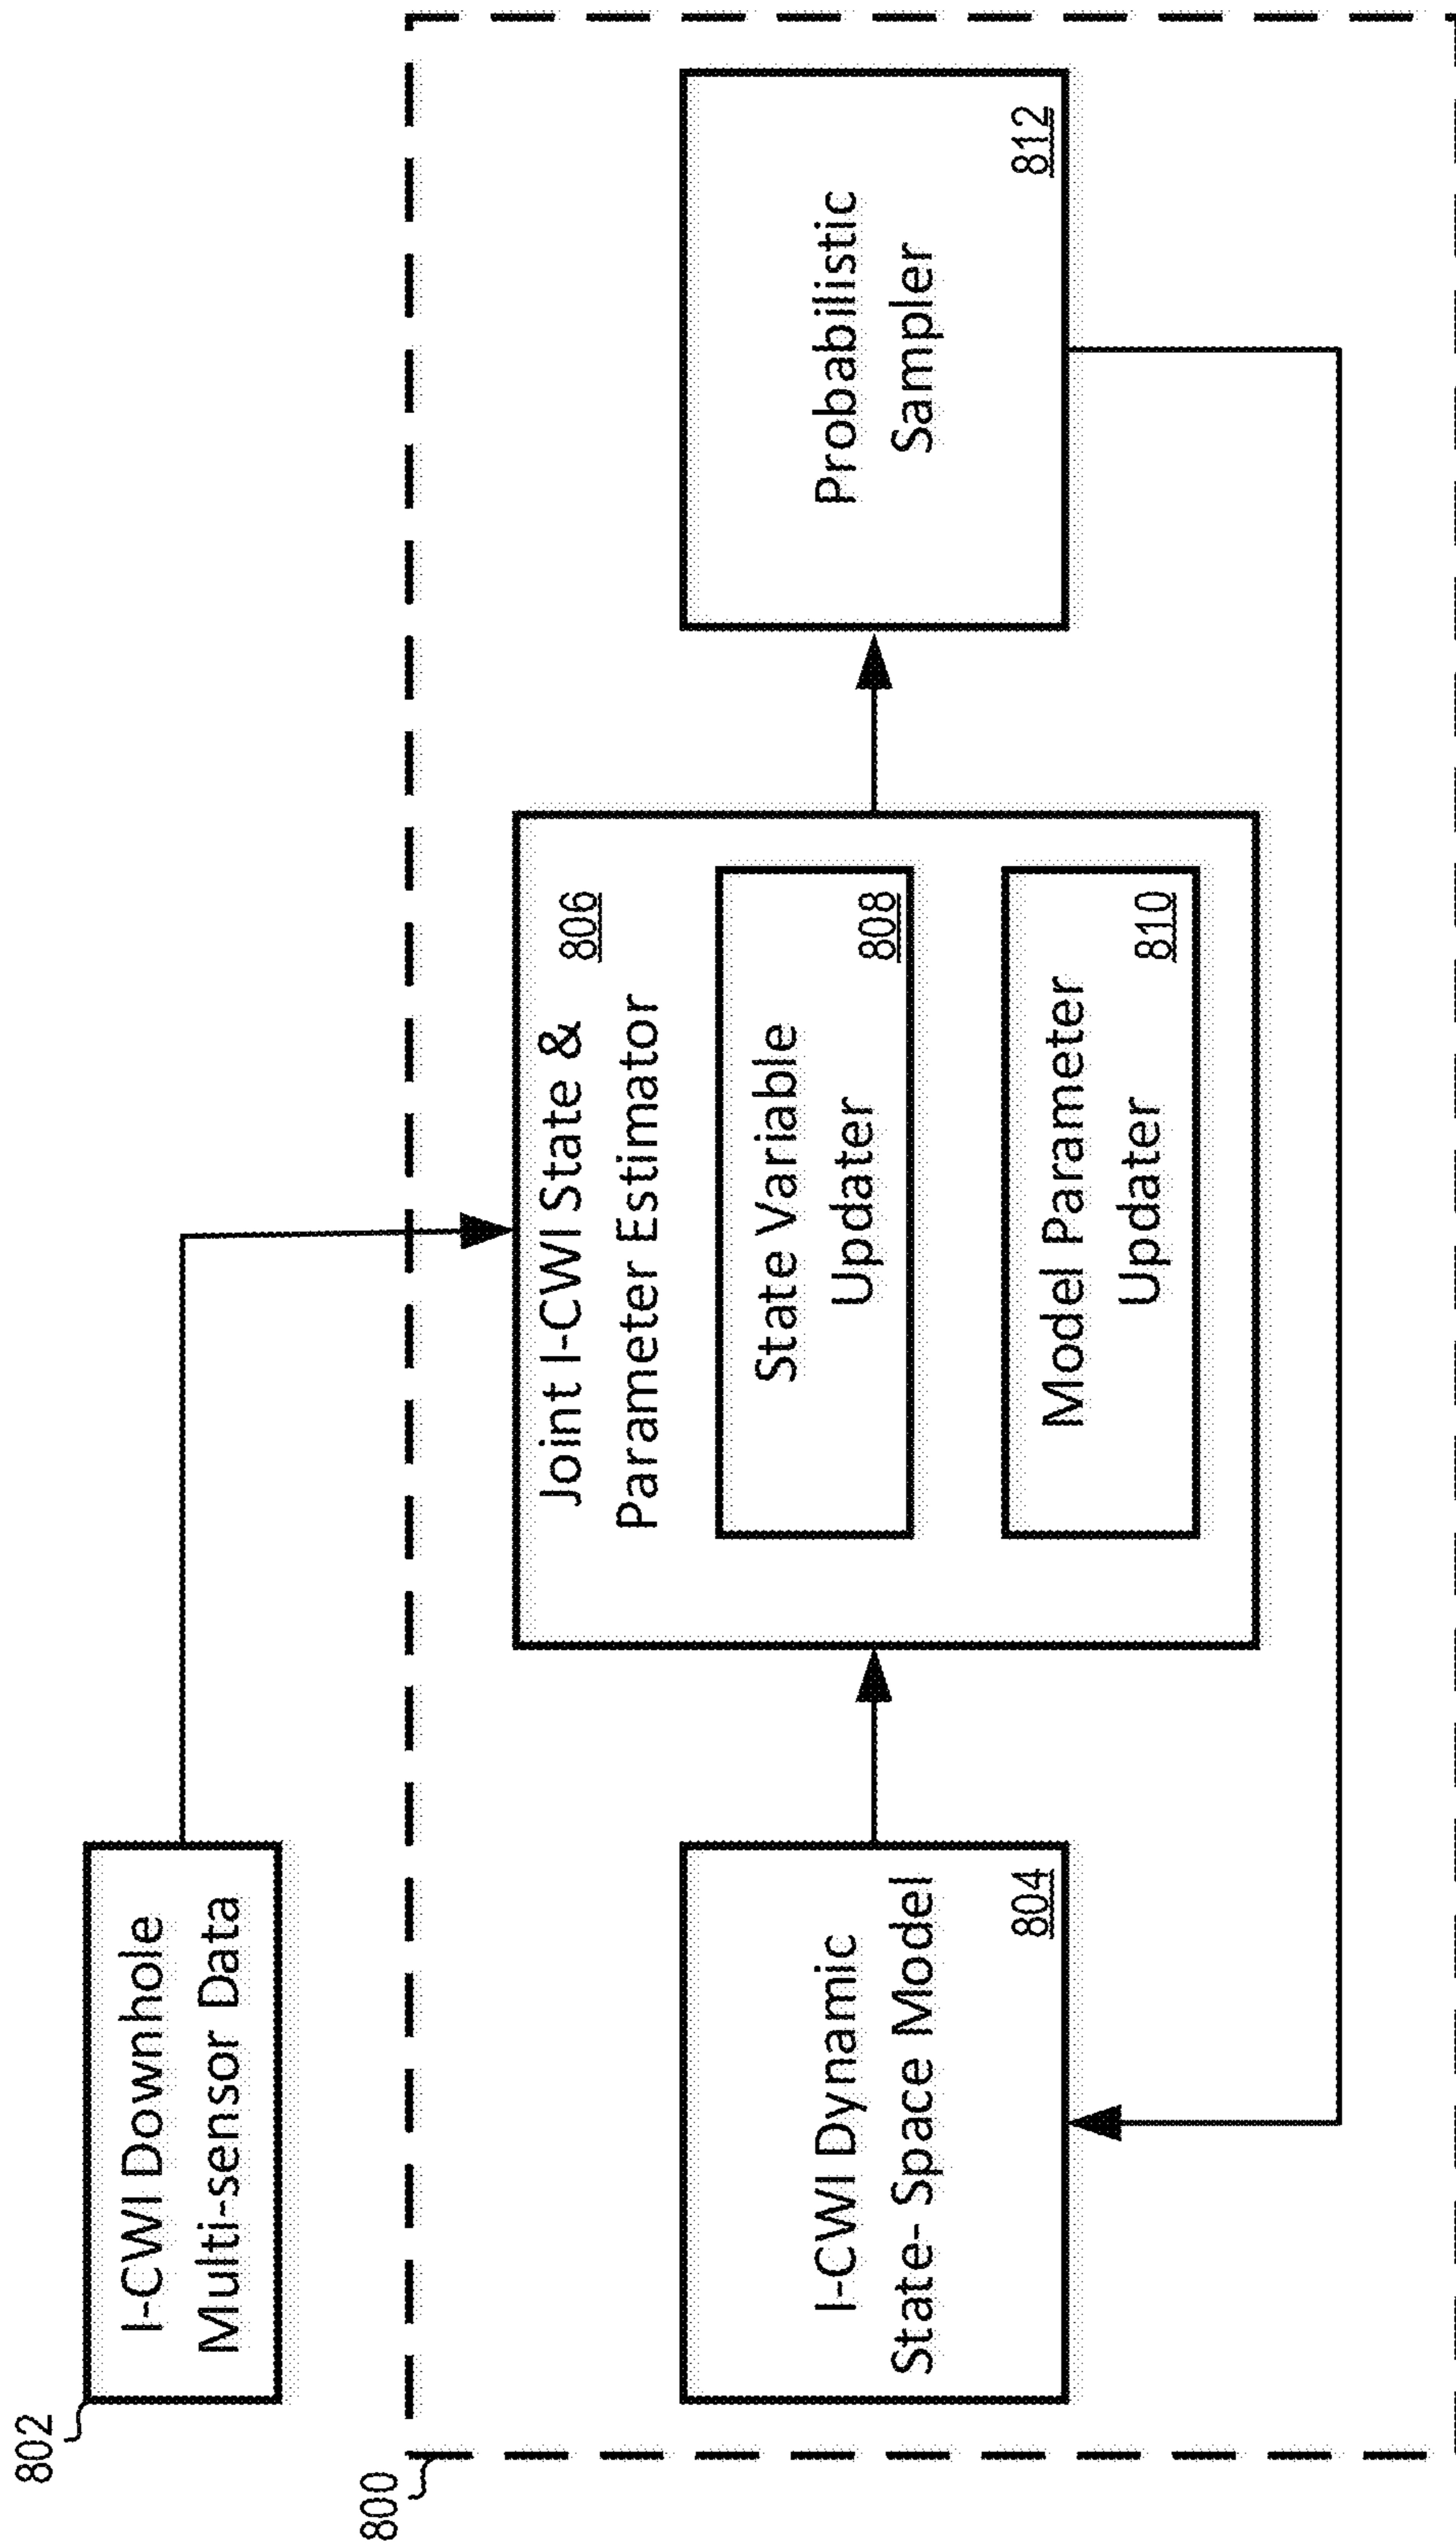 802
I-CWI Downhole
Multi-sensor Data
800
I-CWI Dynamic
State- Space Model
804
Joint I-CWI State &
Parameter Estimator
806
State Variable
Updater
808
Model Parameter
Updater
810
Probabilistic
Sampler
812